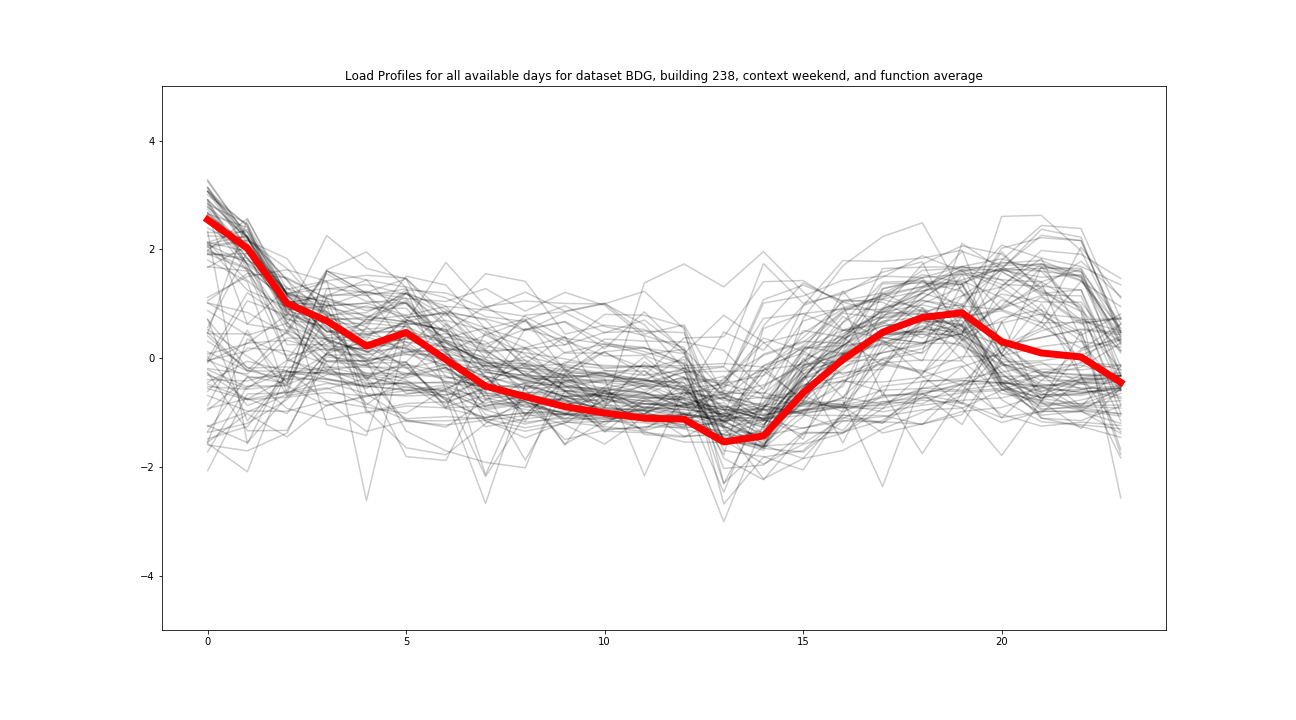 Load Profiles for all available days for dataset BDG, building 238, context weekend, and function average
4
2
0
−2
−4
0 5 10 15 20